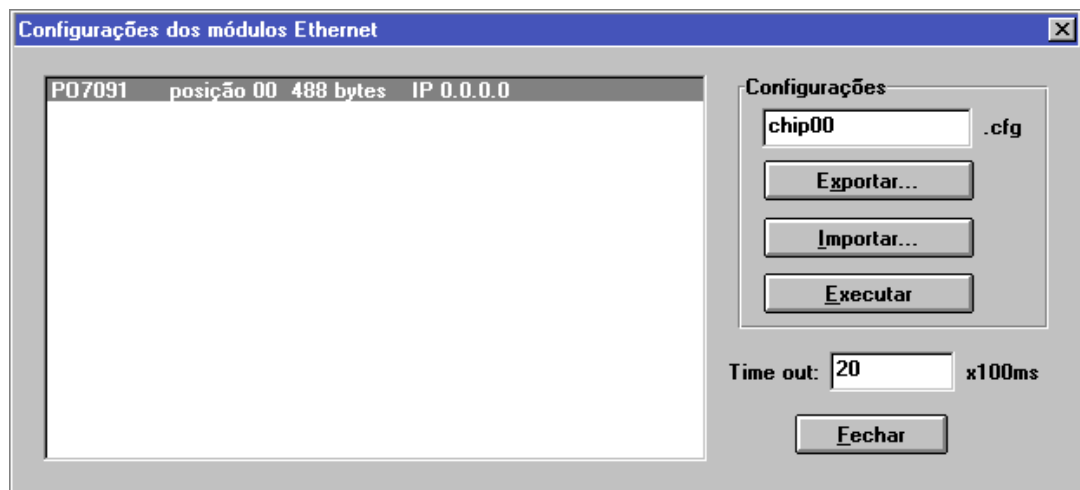 Configurações dos módulos Ethernet
PO7091 posição 00 488 bytes IP 0.0.0.0
Configurações
chip00 .cfg
Exportar...
Importar...
Executar
Time out: 20 x100ms
Fechar